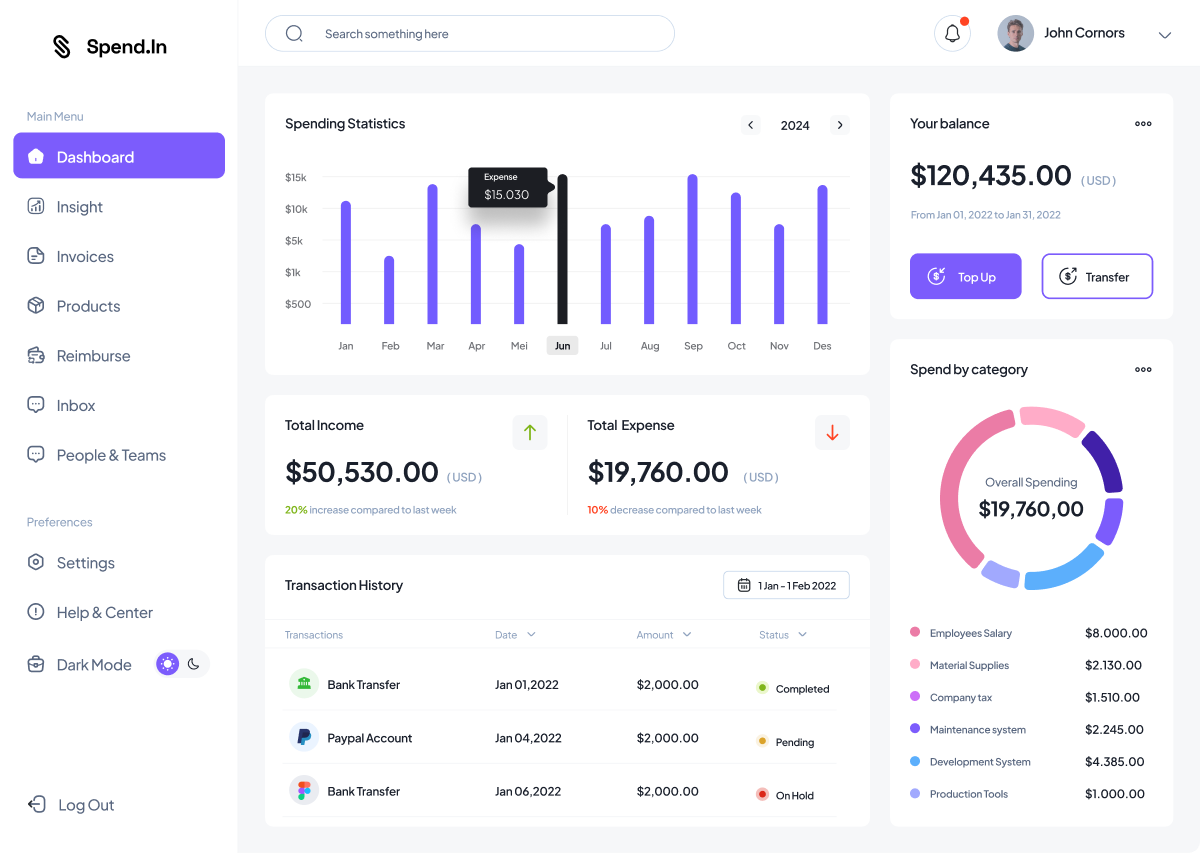 Spend.In
Search something here
John Cornors
Main Menu
Dashboard
Insight
Invoices
Products
Reimburse
Inbox
People & Teams
Preferences
Settings
Help & Center
Dark Mode
Log Out
Spending Statistics
2024
$15k
$10k
$5k
$1k
$500
Expense
$15.030
Jan Feb Mar Apr Mei Jun Jul Aug Sep Oct Nov Des
Your balance
$120,435.00 (USD)
From Jan 01, 2022 to Jan 31, 2022
Top Up
Transfer
Total Income
$50,530.00 (USD)
20% increase compared to last week
Total Expense
$19,760.00 (USD)
10% decrease compared to last week
Transaction History
1 Jan - 1 Feb 2022
Transactions Date Amount Status
Bank Transfer Jan 01,2022 $2,000.00 Completed
Paypal Account Jan 04,2022 $2,000.00 Pending
Bank Transfer Jan 06,2022 $2,000.00 On Hold
Spend by category
Overall Spending
$19,760,00
Employees Salary $8.000.00
Material Supplies $2.130.00
Company tax $1.510.00
Maintenance system $2.245.00
Development System $4.385.00
Production Tools $1.000.00